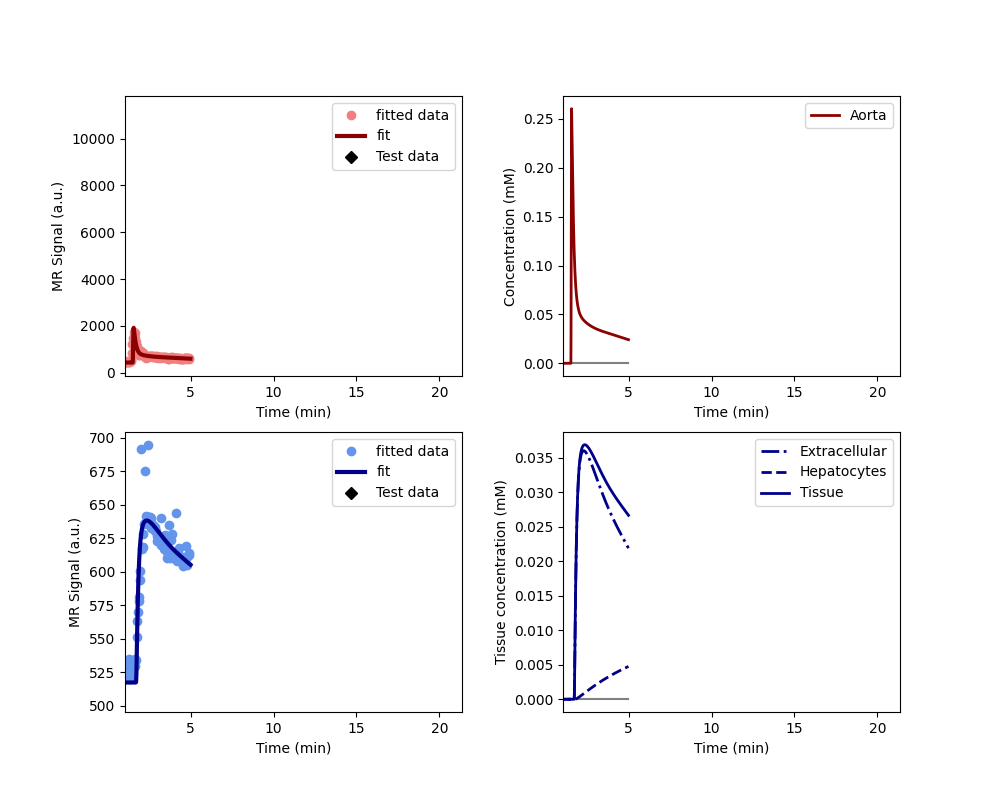 10000
8000
6000
4000
2000
0
MR Signal (a.u.)
fitted data
fit
Test data
5
10
15
20
Time (min)
0.25
0.20
0.15
0.10
0.05
0.00
Concentration (mM)
Aorta
5
10
15
20
Time (min)
700
675
650
625
600
575
550
525
500
MR Signal (a.u.)
fitted data
fit
Test data
5
10
15
20
Time (min)
0.035
0.030
0.025
0.020
0.015
0.010
0.005
0.000
Tissue concentration (mM)
Extracellular
Hepatocytes
Tissue
5
10
15
20
Time (min)